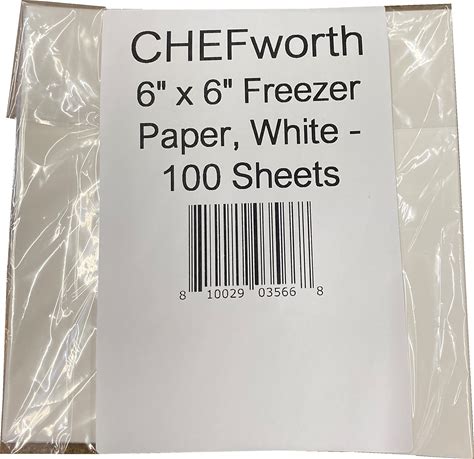 CHEFworth
6" x 6" Freezer
Paper, White -
100 Sheets
8 10029 03566 8